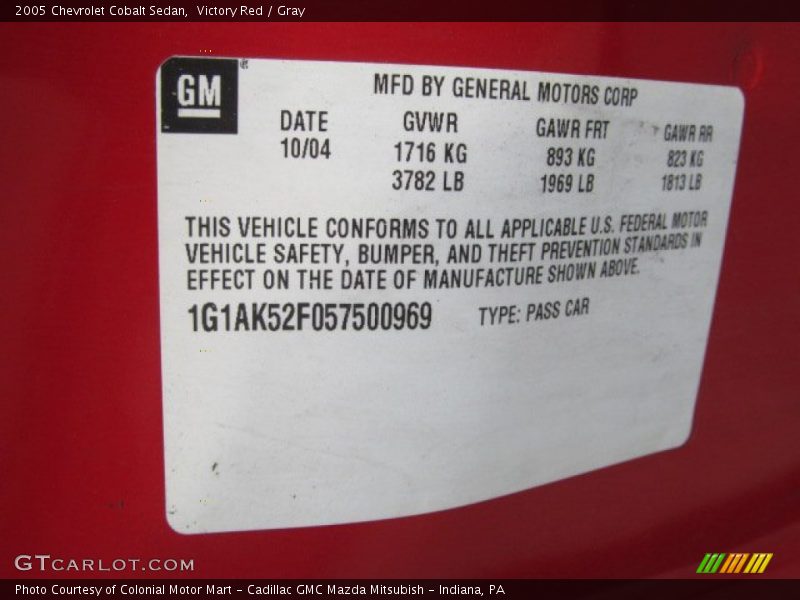 2005 Chevrolet Cobalt Sedan,  Victory Red / Gray
GM®
MFD BY GENERAL MOTORS CORP
DATE GVWR GAWR FRT GAWR RR
10/04 1716 KG 893 KG 823 KG
3782 LB 1969 LB 1813 LB
THIS VEHICLE CONFORMS TO ALL APPLICABLE U.S. FEDERAL MOTOR
VEHICLE SAFETY, BUMPER, AND THEFT PREVENTION STANDARDS IN
EFFECT ON THE DATE OF MANUFACTURE SHOWN ABOVE.
1G1AK52F057500969 TYPE: PASS CAR
GTCARLOT.COM
Photo Courtesy of Colonial Motor Mart - Cadillac GMC Mazda Mitsubish - Indiana, PA